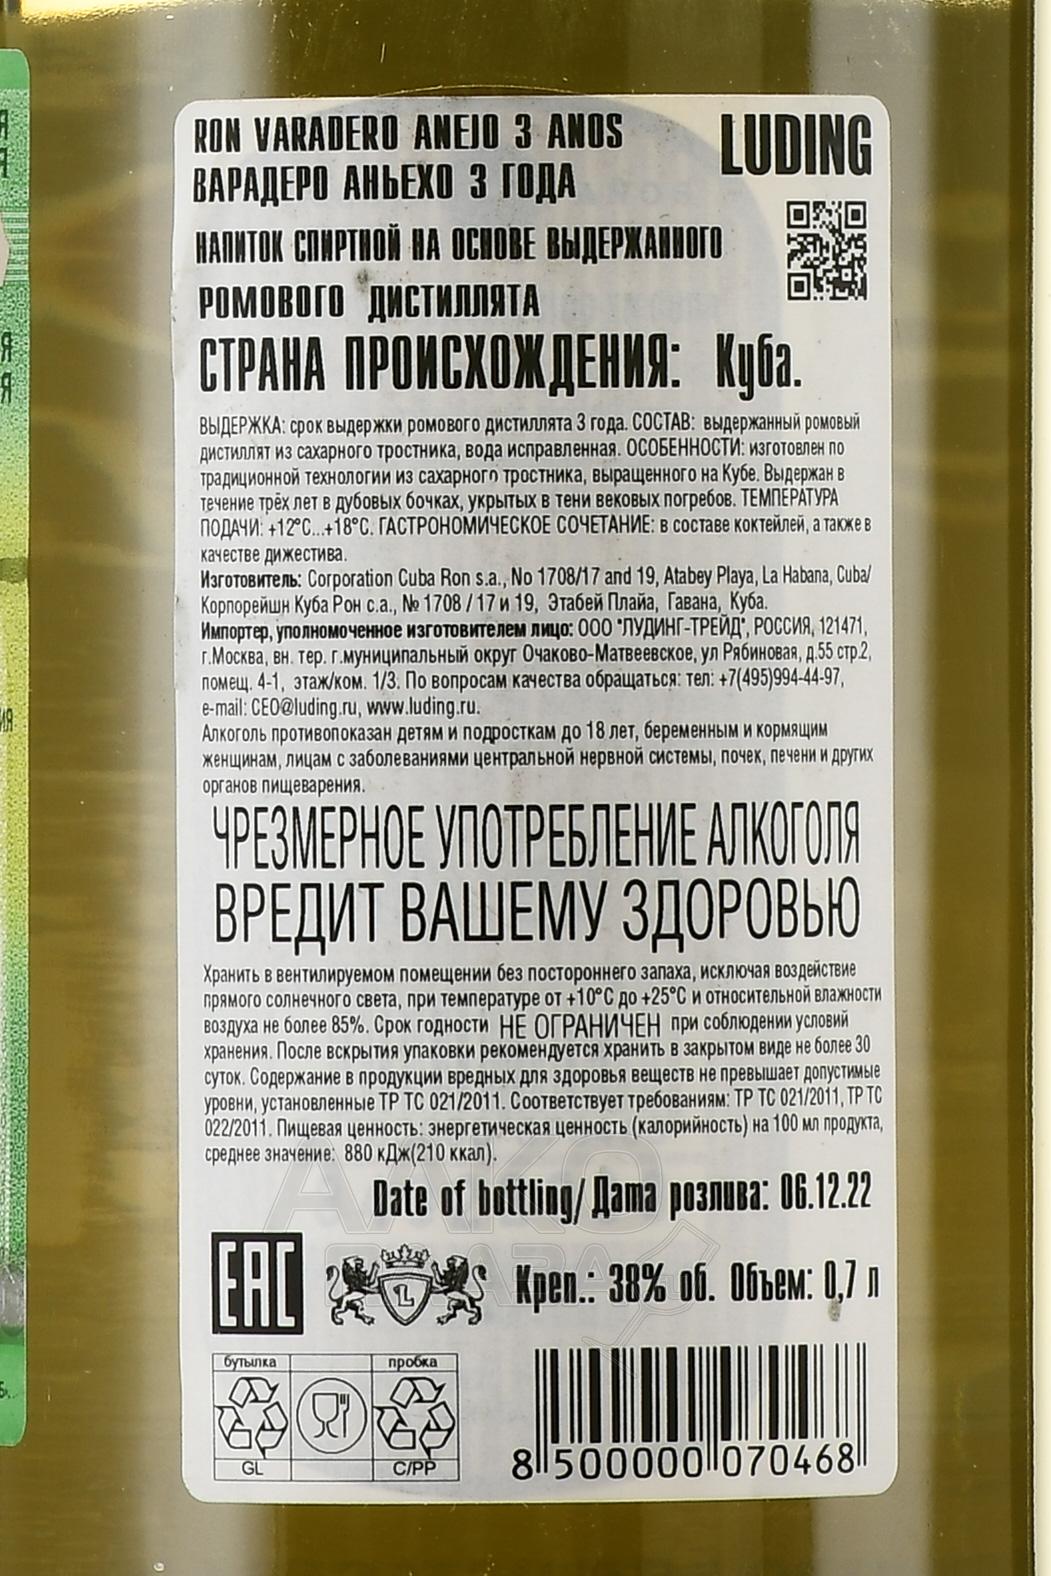 RON VARADERO ANEJO 3 ANOS
LUDING
ВАРАДЕРО АНЬЕХО 3 ГОДА
НАПИТОК СПИРТНОЙ НА ОСНОВЕ ВЫДЕРЖАННОГО
РОМОВОГО ДИСТИЛЛЯТА
СТРАНА ПРОИСХОЖДЕНИЯ: Куба.
ВЫДЕРЖКА: срок выдержки ромового дистиллята 3 года. СОСТАВ: выдержанный ромовый
дистиллят из сахарного тростника, вода исправленная. ОСОБЕННОСТИ: изготовлен по
традиционной технологии из сахарного тростника, выращенного на Кубе. Выдержан в
течение трёх лет в дубовых бочках, укрытых в тени вековых погребов. ТЕМПЕРАТУРА
ПОДАЧИ: +12°С...+18°С. ГАСТРОНОМИЧЕСКОЕ СОЧЕТАНИЕ: в составе коктейлей, а также в
качестве дижестива.
Изготовитель: Corporation Cuba Ron s.a., No 1708/17 and 19, Atabey Playa, La Habana, Cuba/
Корпорейшн Куба Рон с.а., № 1708 / 17 и 19, Этабей Плайа, Гавана, Куба.
Импортер, уполномоченное изготовителем лицо: ООО "ЛУДИНГ-ТРЕЙД", РОССИЯ, 121471,
г.Москва, вн. тер. г.муниципальный округ Очаково-Матвеевское, ул Рябиновая, д.55 стр.2,
помещ. 4-1, этаж/ком. 1/3. По вопросам качества обращаться: тел: +7(495)994-44-97,
e-mail: CEO@luding.ru, www.luding.ru.
Алкоголь противопоказан детям и подросткам до 18 лет, беременным и кормящим
женщинам, лицам с заболеваниями центральной нервной системы, почек, печени и других
органов пищеварения.
ЧРЕЗМЕРНОЕ УПОТРЕБЛЕНИЕ АЛКОГОЛЯ
ВРЕДИТ ВАШЕМУ ЗДОРОВЬЮ
Хранить в вентилируемом помещении без постороннего запаха, исключая воздействие
прямого солнечного света, при температуре от +10°С до +25°С и относительной влажности
воздуха не более 85%. Срок годности НЕ ОГРАНИЧЕН при соблюдении условий
хранения. После вскрытия упаковки рекомендуется хранить в закрытом виде не более 30
суток. Содержание в продукции вредных для здоровья веществ не превышает допустимые
уровни, установленные ТР ТС 021/2011. Соответствует требованиям: ТР ТС 021/2011, ТР ТС
022/2011. Пищевая ценность: энергетическая ценность (калорийность) на 100 мл продукта,
среднее значение: 880 кДж(210 ккал).
Date of bottling/ Дата розлива: 06.12.22
EAC
L
Креп.: 38% об. Объем: 0,7 л
бутылка пробка
GL C/PP
8 500000 070468